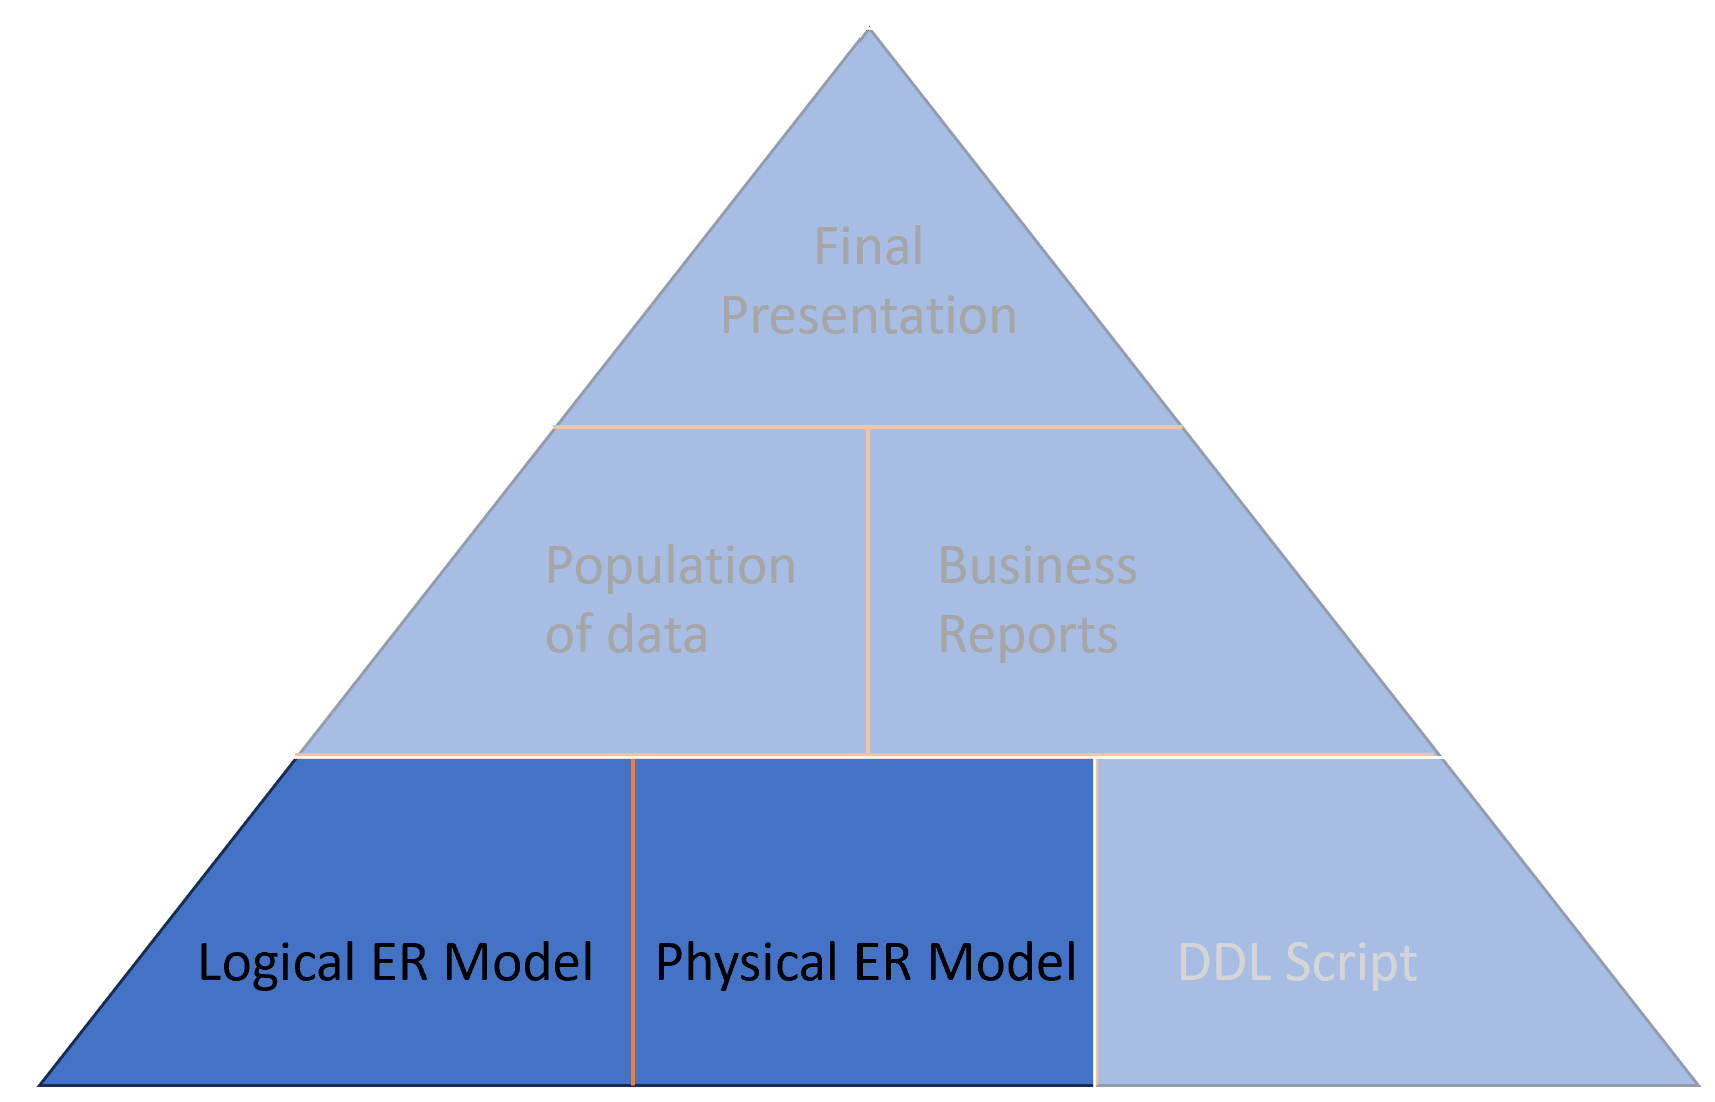 Final
Presentation
Population
of data
Business
Reports
Logical ER Model
Physical ER Model
DDL Script